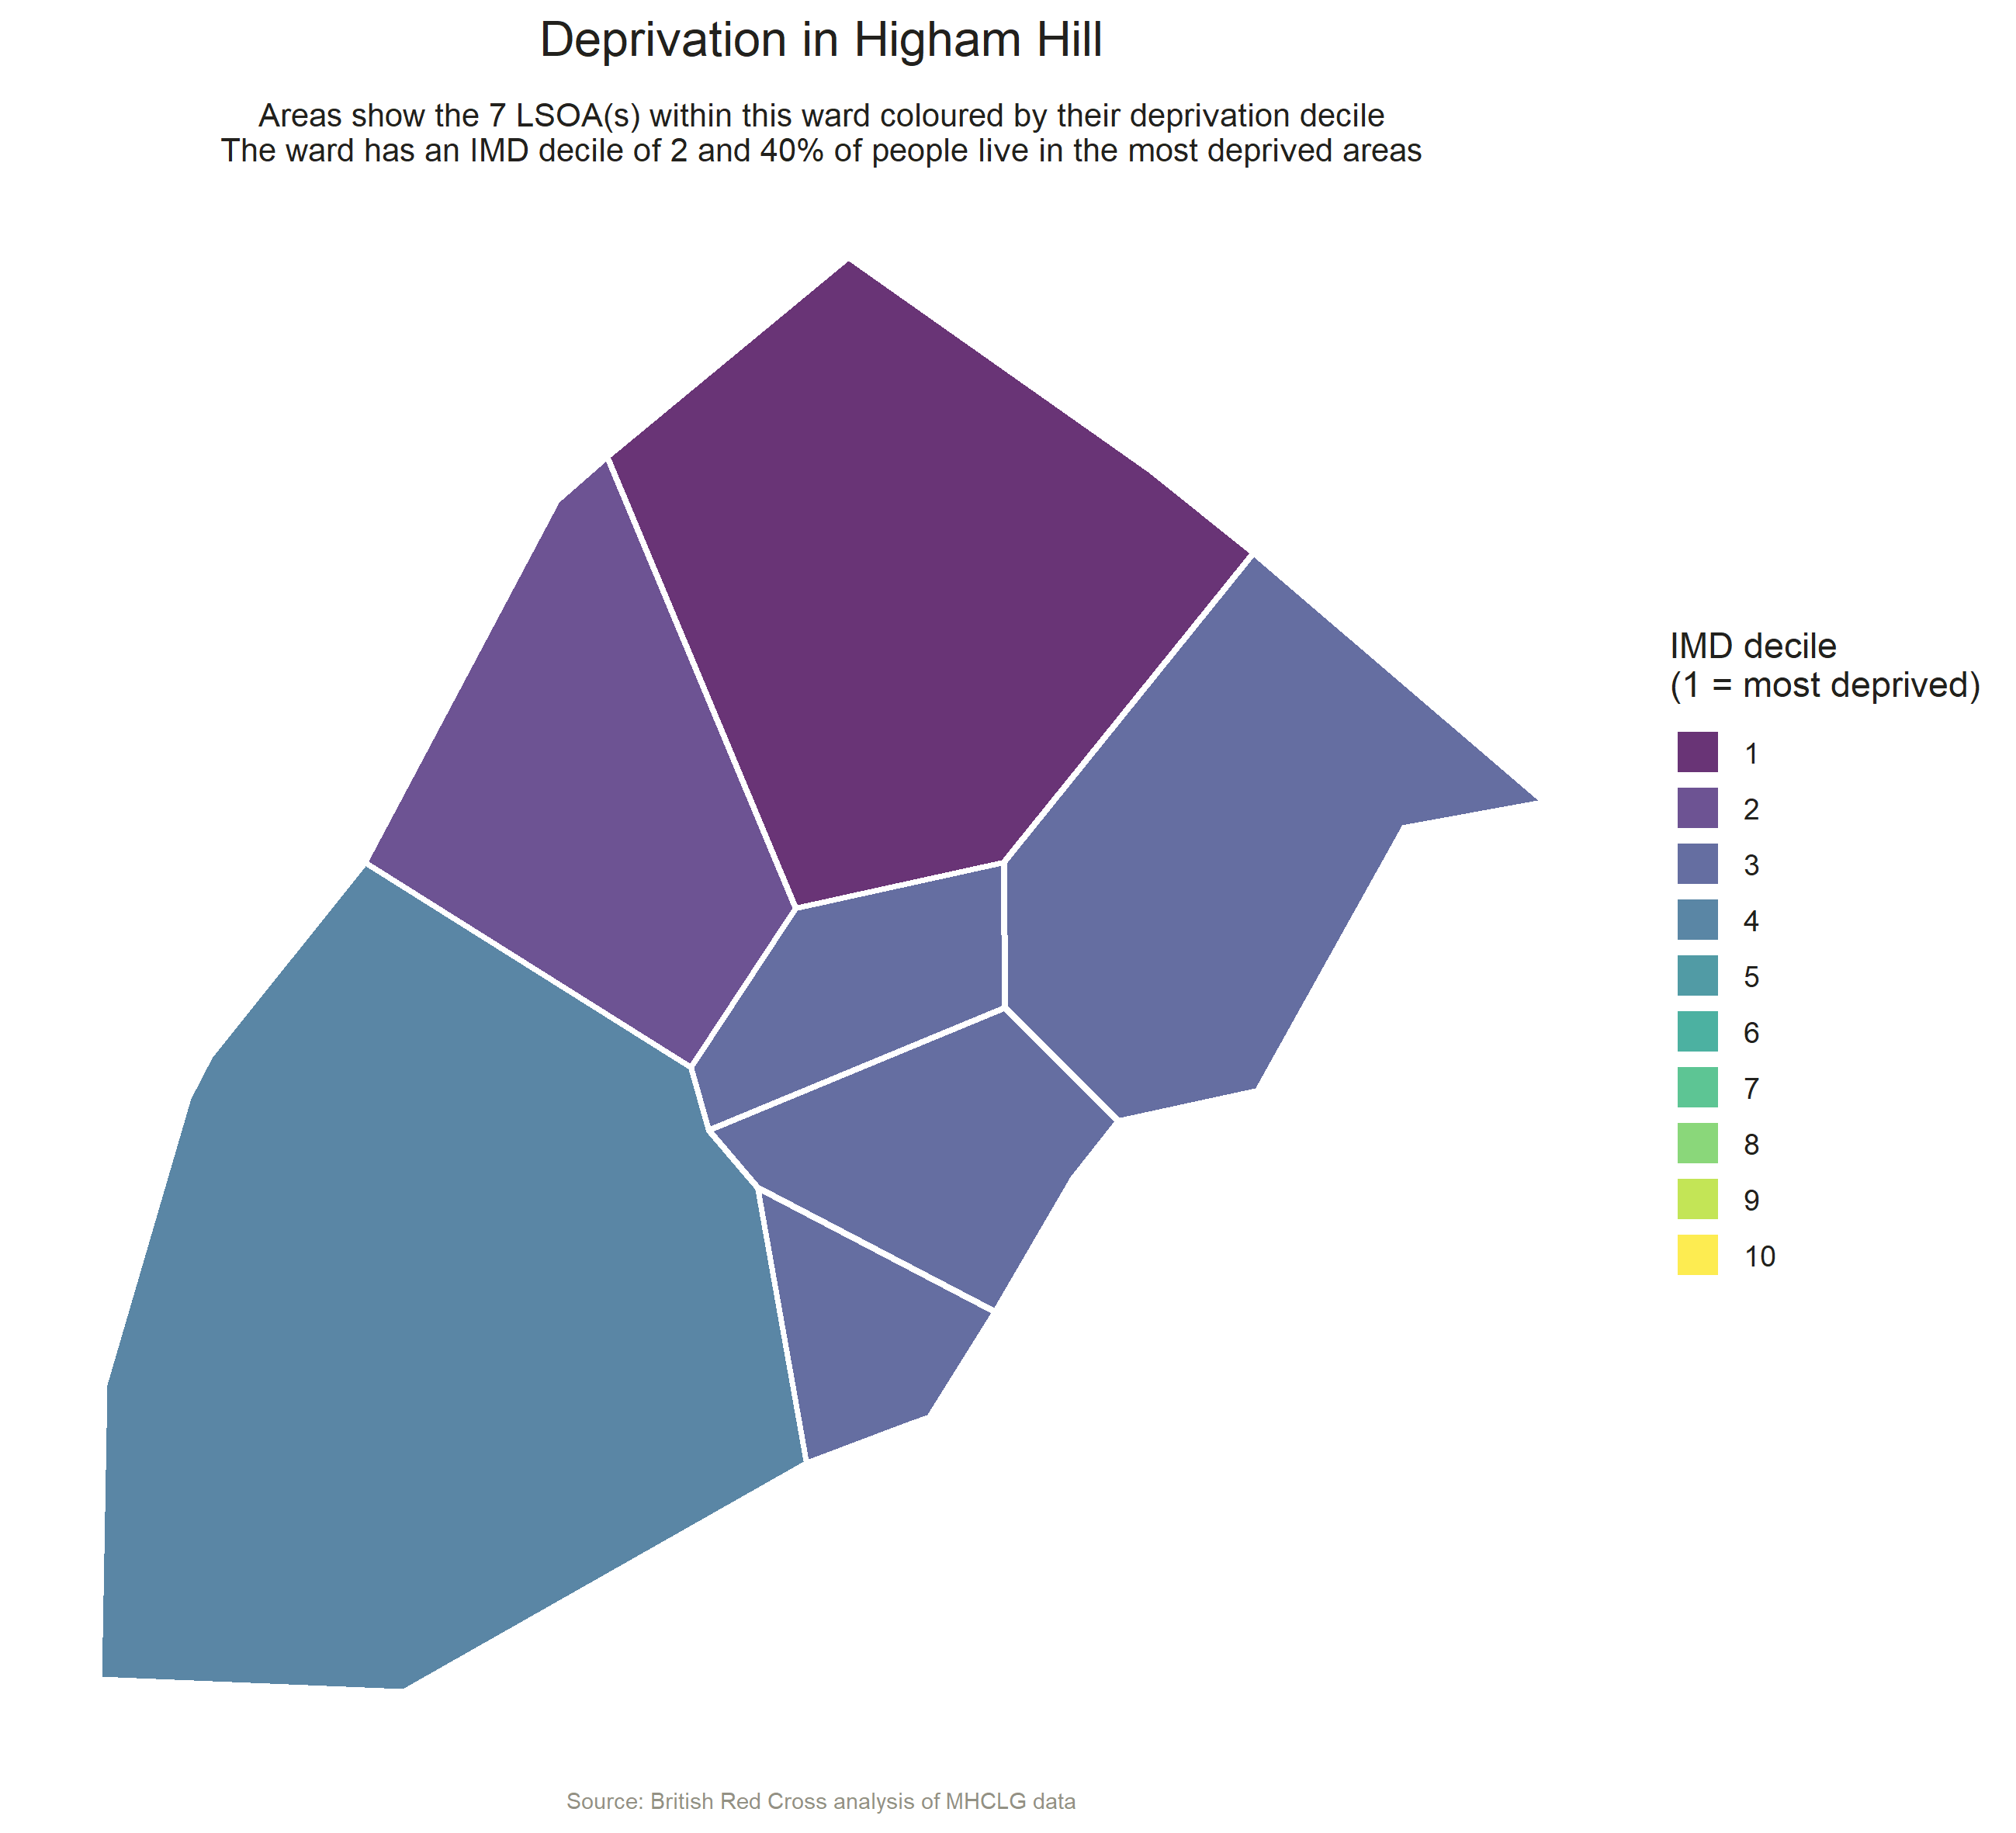 Deprivation in Higham Hill
Areas show the 7 LSOA(s) within this ward coloured by their deprivation decile
The ward has an IMD decile of 2 and 40% of people live in the most deprived areas
IMD decile
(1 = most deprived)
1
2
3
4
5
6
7
8
9
10
Source: British Red Cross analysis of MHCLG data